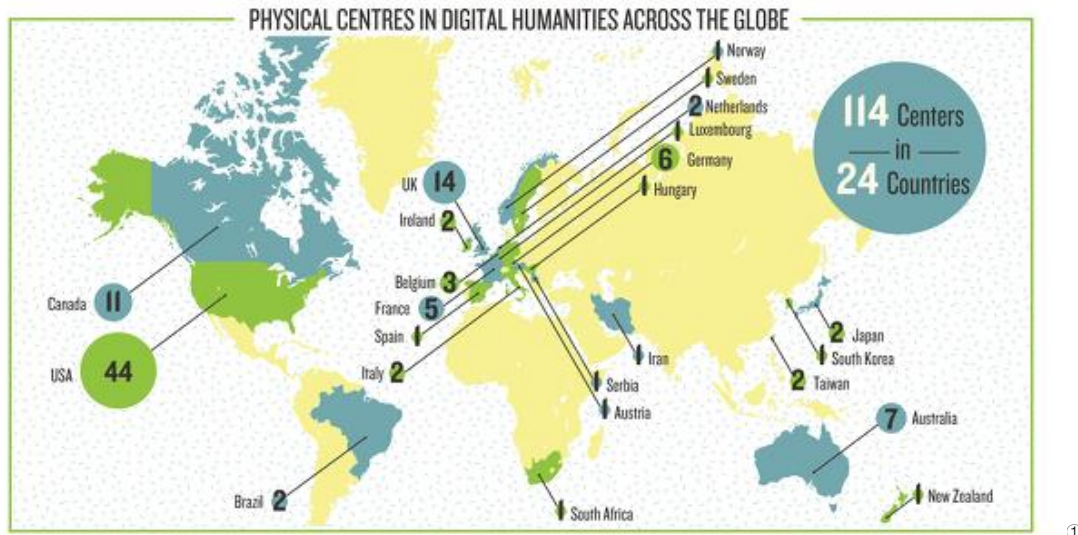 PHYSICAL CENTRES IN DIGITAL HUMANITIES ACROSS THE GLOBE
1 Norway
1 Sweden
2 Netherlands
1 Luxembourg
6 Germany
1 Hungary
114 Centers
in
24 Countries
UK 14
Ireland 2
Belgium 3
France 5
Spain 1
Italy 2
Canada 11
USA 44
Brazil 2
1 Iran
1 Serbia
1 Austria
2 Japan
1 South Korea
2 Taiwan
7 Australia
1 New Zealand
1 South Africa
①